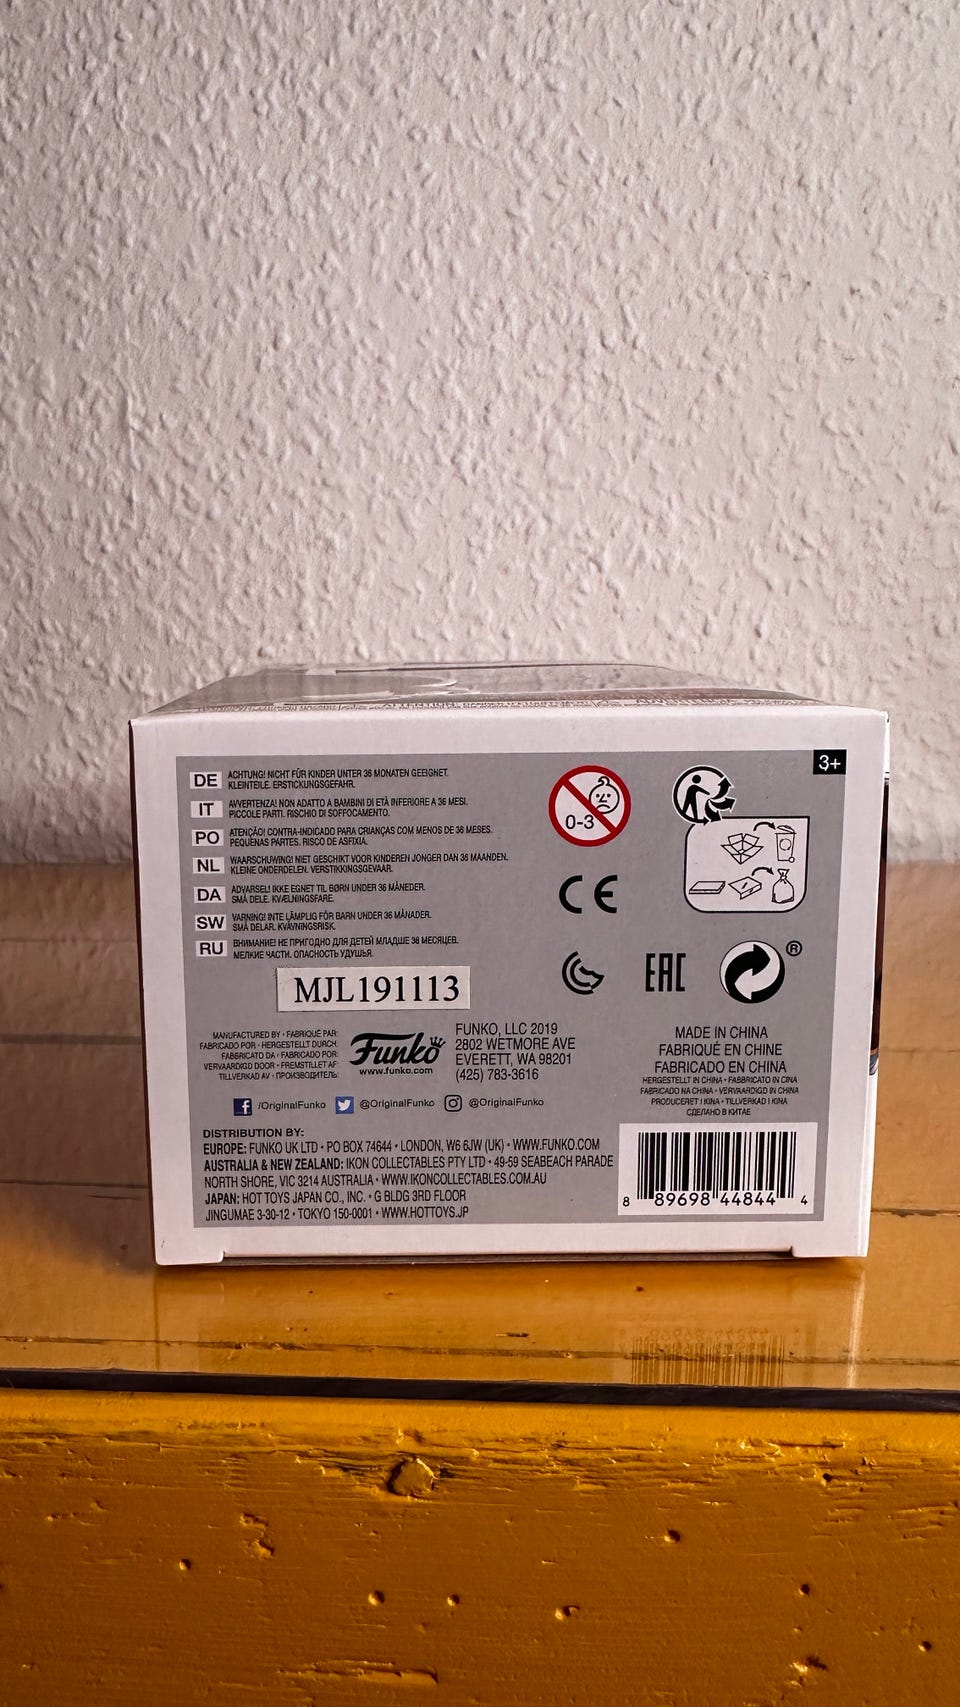 3+
DE ACHTUNG! NICHT FÜR KINDER UNTER 36 MONATEN GEEIGNET.
KLEINTEILE. ERSTICKUNGSGEFAHR.
IT AVVERTENZA! NON ADATTO A BAMBINI DI ETÀ INFERIORE A 36 MESI.
PICCOLE PARTI. RISCHIO DI SOFFOCAMENTO.
PO ATENÇÃO! CONTRA-INDICADO PARA CRIANÇAS COM MENOS DE 36 MESES.
PEQUENAS PARTES. RISCO DE ASFIXIA.
NL WAARSCHUWING! NIET GESCHIKT VOOR KINDEREN JONGER DAN 36 MAANDEN.
KLEINE ONDERDELEN. VERSTIKKINGSGEVAAR.
DA ADVARSEL! IKKE EGNET TIL BØRN UNDER 36 MÅNEDER.
SMÅ DELE. KVÆLNINGSFARE.
SW VARNING! INTE LÄMPLIG FÖR BARN UNDER 36 MÅNADER.
SMÅ DELAR. KVÄVNINGSRISK.
RU ВНИМАНИЕ! НЕ ПРИГОДНО ДЛЯ ДЕТЕЙ МЛАДШЕ 36 МЕСЯЦЕВ.
МЕЛКИЕ ЧАСТИ. ОПАСНОСТЬ УДУШЬЯ.
0-3
CE
EAC
®
MJL191113
MANUFACTURED BY • FABRIQUÉ PAR:
FABRICADO POR • HERGESTELLT DURCH:
FABBRICATO DA • FABRICADO POR:
VERVAARDIGD DOOR • FREMSTILLET AF:
TILLVERKAD AV • ПРОИЗВОДИТЕЛЬ:
Funko
www.funko.com
FUNKO, LLC 2019
2802 WETMORE AVE
EVERETT, WA 98201
(425) 783-3616
MADE IN CHINA
FABRIQUÉ EN CHINE
FABRICADO EN CHINA
HERGESTELLT IN CHINA • FABBRICATO IN CINA
FABRICADO NA CHINA • VERVAARDIGD IN CHINA
PRODUCERET I KINA • TILLVERKAD I KINA
СДЕЛАНО В КИТАЕ
/OriginalFunko @OriginalFunko @OriginalFunko
DISTRIBUTION BY:
EUROPE: FUNKO UK LTD • PO BOX 74644 • LONDON, W6 6JW (UK) • WWW.FUNKO.COM
AUSTRALIA & NEW ZEALAND: IKON COLLECTABLES PTY LTD • 49-59 SEABEACH PARADE
NORTH SHORE, VIC 3214 AUSTRALIA • WWW.IKONCOLLECTABLES.COM.AU
JAPAN: HOT TOYS JAPAN CO., INC. • G BLDG 3RD FLOOR
JINGUMAE 3-30-12 • TOKYO 150-0001 • WWW.HOTTOYS.JP
8 89698 44844 4